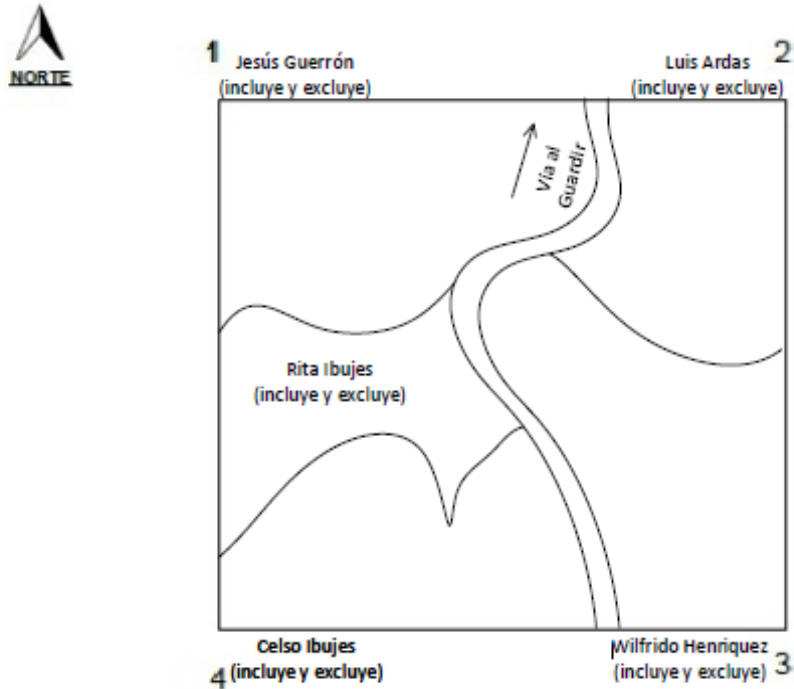 NORTE
1
Jesús Guerrón
(incluye y excluye)
Luis Ardas
2
(incluye y excluye)
Vía al
Guardir
Rita Ibujes
(incluye y excluye)
Celso Ibujes
4 (incluye y excluye)
Wilfrido Henriquez
(incluye y excluye) 3